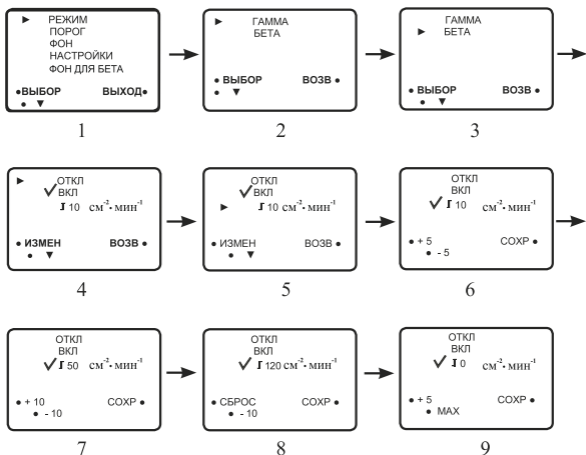 РЕЖИМ
ПОРОГ
ФОН
НАСТРОЙКИ
ФОН ДЛЯ БЕТА
•ВЫБОР ВЫХОД•
• ▼
1
ГАММА
БЕТА
• ВЫБОР ВОЗВ •
• ▼
2
ГАММА
БЕТА
• ВЫБОР ВОЗВ •
• ▼
3
ОТКЛ
ВКЛ
10 см⁻²• мин⁻¹
• ИЗМЕН ВОЗВ •
• ▼
4
ОТКЛ
ВКЛ
10 см⁻²• мин⁻¹
• ИЗМЕН ВОЗВ •
• ▼
5
ОТКЛ
ВКЛ
10 см⁻²• мин⁻¹
• + 5 СОХР •
• - 5
6
ОТКЛ
ВКЛ
50 см⁻²• мин⁻¹
• + 10 СОХР •
• - 10
7
ОТКЛ
ВКЛ
120 см⁻²• мин⁻¹
• СБРОС СОХР •
• - 10
8
ОТКЛ
ВКЛ
0 см⁻²• мин⁻¹
• + 5 СОХР •
• MAX
9